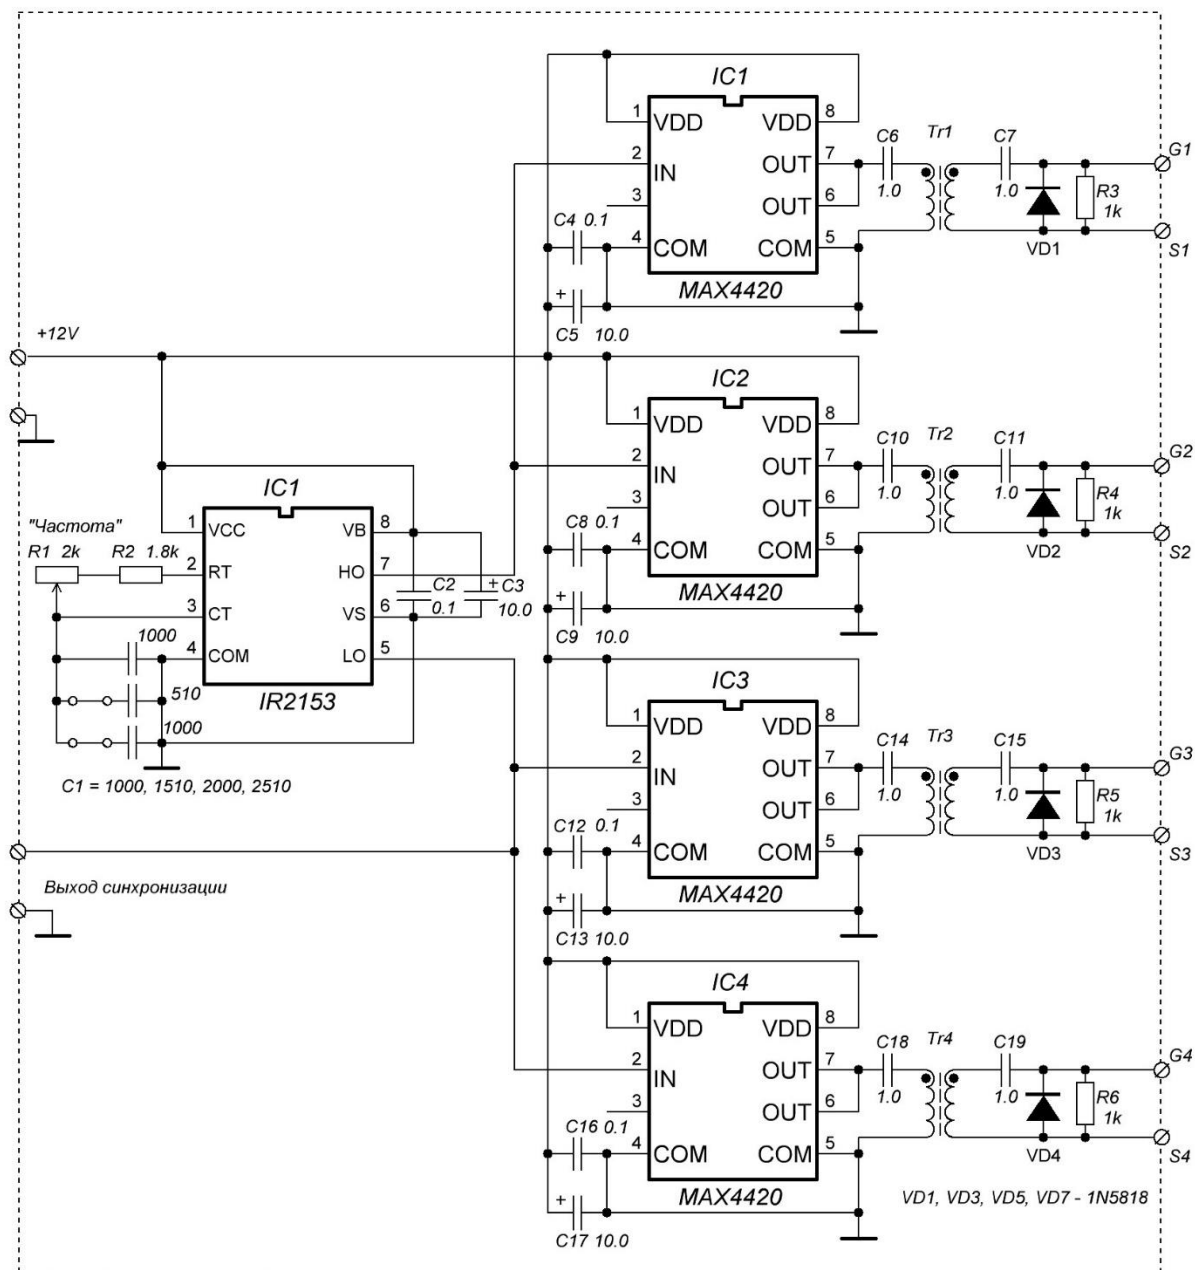 IC1
1 VDD VDD 8
2 IN OUT 7
3 OUT 6
4 COM COM 5
MAX4420
C4 0.1
+
C5 10.0
C6
1.0
Tr1
C7
1.0
VD1
R3
1k
G1
S1
+12V
IC2
1 VDD VDD 8
2 IN OUT 7
3 OUT 6
4 COM COM 5
MAX4420
C8 0.1
+
C9 10.0
C10
1.0
Tr2
C11
1.0
VD2
R4
1k
G2
S2
IC1
1 VCC VB 8
2 RT HO 7
3 CT VS 6
4 COM LO 5
IR2153
"Частота"
R1 2k R2 1.8k
C2
0.1
+ C3
10.0
1000
510
1000
C1 = 1000, 1510, 2000, 2510
IC3
1 VDD VDD 8
2 IN OUT 7
3 OUT 6
4 COM COM 5
MAX4420
C12 0.1
+
C13 10.0
C14
1.0
Tr3
C15
1.0
VD3
R5
1k
G3
S3
Выход синхронизации
IC4
1 VDD VDD 8
2 IN OUT 7
3 OUT 6
4 COM COM 5
MAX4420
C16 0.1
+
C17 10.0
C18
1.0
Tr4
C19
1.0
VD4
R6
1k
G4
S4
VD1, VD3, VD5, VD7 - 1N5818